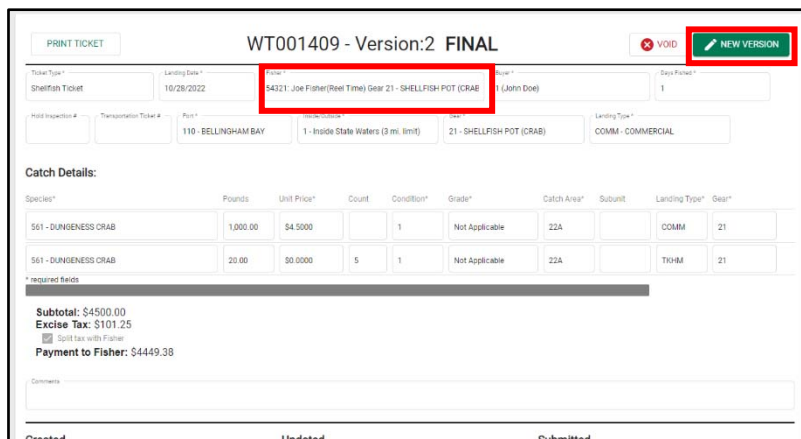 PRINT TICKET WT001409 - Version:2 FINAL VOID NEW VERSION
Ticket Type * Landing Date * Fisher * Buyer * Days Fished *
Shellfish Ticket 10/28/2022 54321: Joe Fisher(Reel Time) Gear 21 - SHELLFISH POT (CRAB 1 (John Doe) 1
Hold Inspection # Transportation Ticket # Port * Inside/Outside * Gear * Landing Type *
110 - BELLINGHAM BAY 1 - Inside State Waters (3 mi. limit) 21 - SHELLFISH POT (CRAB) COMM - COMMERCIAL
Catch Details:
Species* Pounds Unit Price* Count Condition* Grade* Catch Area* Subunit Landing Type* Gear*
561 - DUNGENESS CRAB 1,000.00 $4.5000 1 Not Applicable 22A COMM 21
561 - DUNGENESS CRAB 20.00 $0.0000 5 1 Not Applicable 22A TKHM 21
* required fields
Subtotal: $4500.00
Excise Tax: $101.25
Split tax with Fisher
Payment to Fisher: $4449.38
Comments
Created Updated Submitted